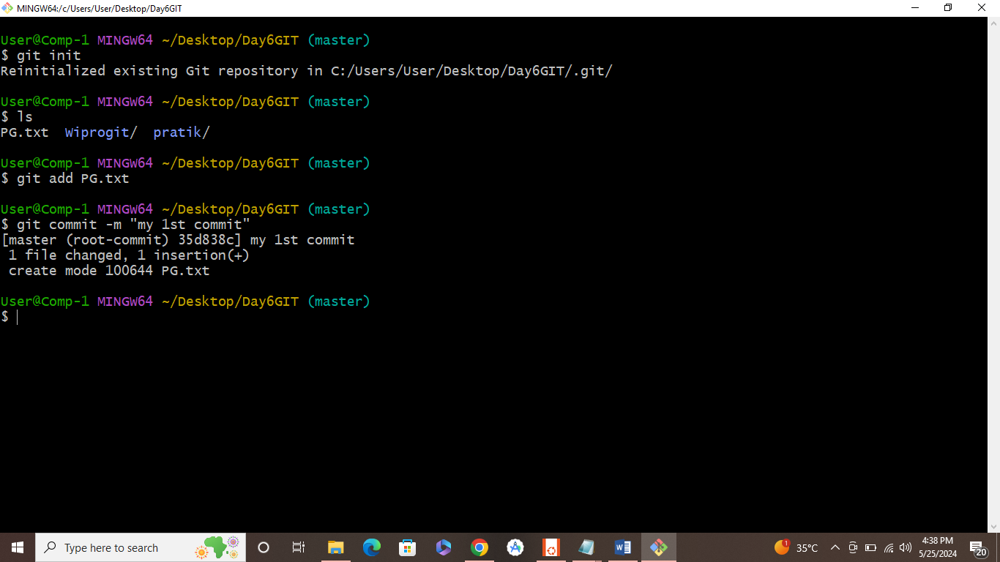 MINGW64:/c/Users/User/Desktop/Day6GIT
User@Comp-1 MINGW64 ~/Desktop/Day6GIT (master)
$ git init
Reinitialized existing Git repository in C:/Users/User/Desktop/Day6GIT/.git/
User@Comp-1 MINGW64 ~/Desktop/Day6GIT (master)
$ ls
PG.txt  Wiprogit/  pratik/
User@Comp-1 MINGW64 ~/Desktop/Day6GIT (master)
$ git add PG.txt
User@Comp-1 MINGW64 ~/Desktop/Day6GIT (master)
$ git commit -m "my 1st commit"
[master (root-commit) 35d838c] my 1st commit
 1 file changed, 1 insertion(+)
 create mode 100644 PG.txt
User@Comp-1 MINGW64 ~/Desktop/Day6GIT (master)
$
Type here to search
1
35°C
4:38 PM
5/25/2024
20